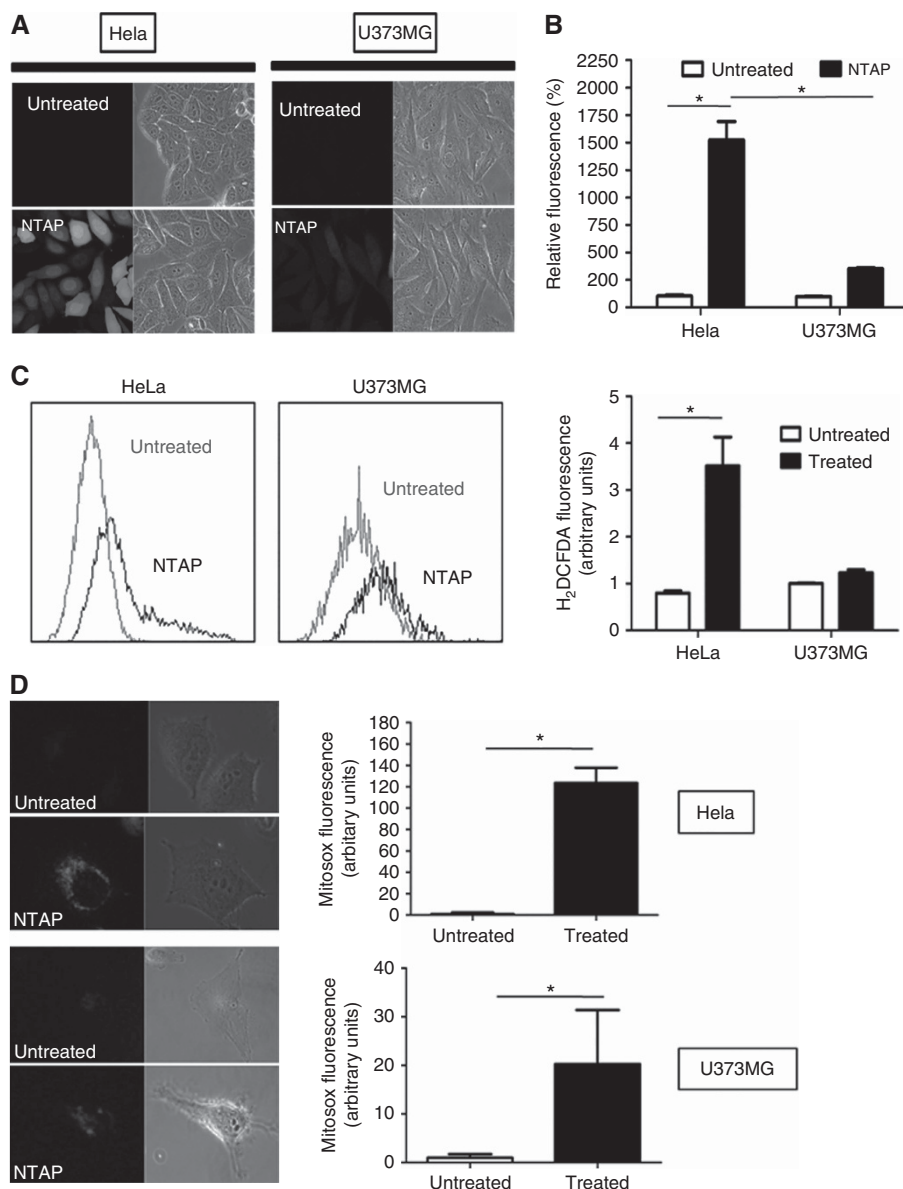 A
Hela
U373MG
Untreated
Untreated
NTAP
NTAP
B
Relative fluorescence (%)
2250
2000
1750
1500
1250
1000
750
500
200
0
Untreated
NTAP
*
*
Hela
U373MG
C
HeLa
U373MG
Untreated
NTAP
Untreated
NTAP
H₂DCFDA fluorescence
(arbitrary units)
5
4
3
2
1
0
*
Untreated
Treated
HeLa
U373MG
D
Untreated
NTAP
Untreated
NTAP
Mitosox fluorescence
(arbitary units)
180
160
140
120
100
80
60
40
20
0
*
Untreated
Treated
Hela
Mitosox fluorescence
(arbitrary units)
40
30
20
10
0
*
Untreated
Treated
U373MG